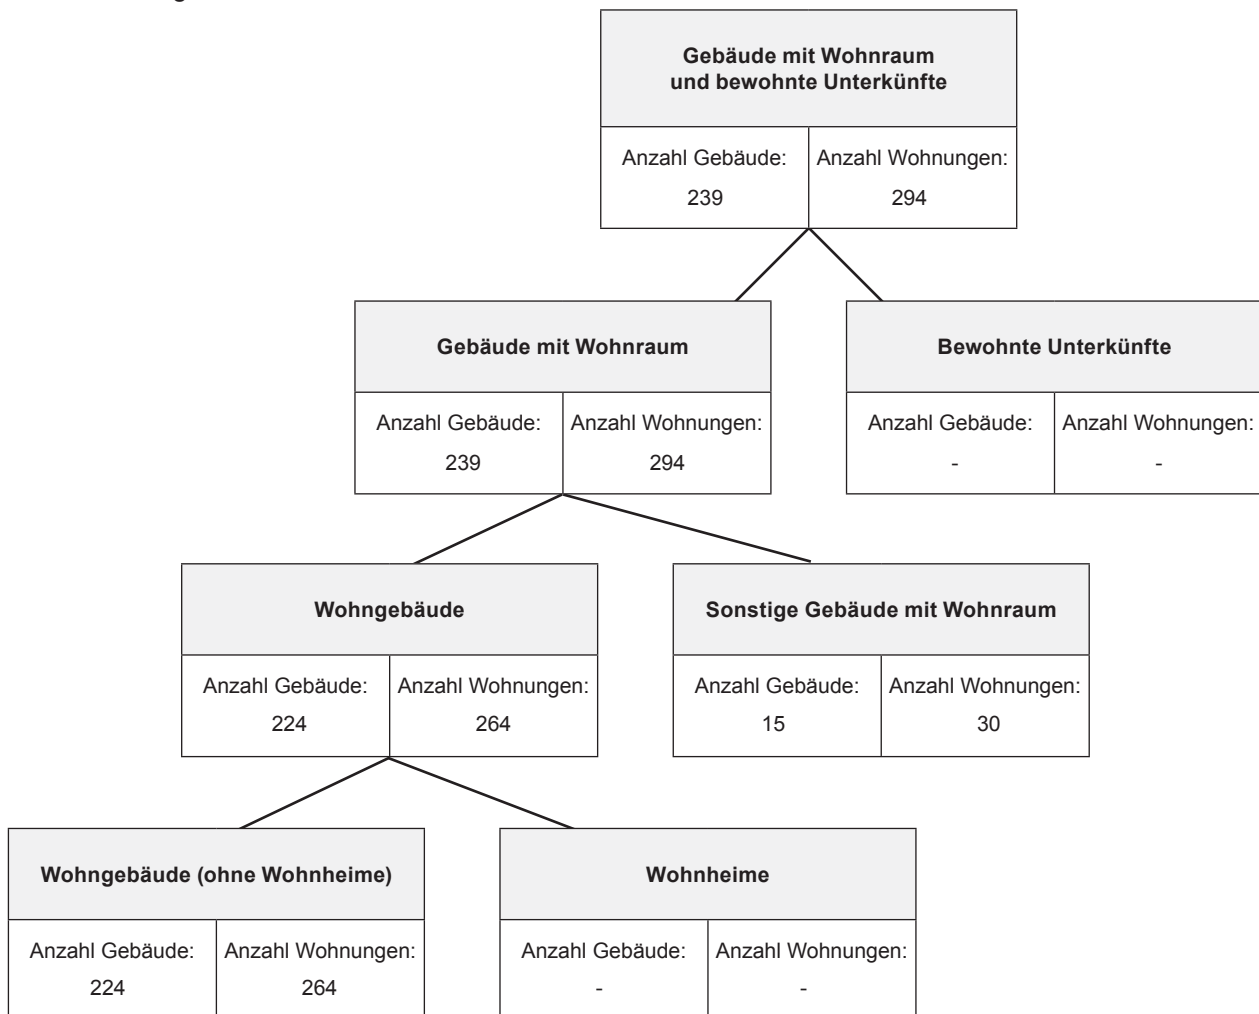 Gebäude mit Wohnraum
und bewohnte Unterkünfte
Anzahl Gebäude: Anzahl Wohnungen:
239 294
Gebäude mit Wohnraum
Anzahl Gebäude: Anzahl Wohnungen:
239 294
Bewohnte Unterkünfte
Anzahl Gebäude: Anzahl Wohnungen:
- -
Wohngebäude
Anzahl Gebäude: Anzahl Wohnungen:
224 264
Sonstige Gebäude mit Wohnraum
Anzahl Gebäude: Anzahl Wohnungen:
15 30
Wohngebäude (ohne Wohnheime)
Anzahl Gebäude: Anzahl Wohnungen:
224 264
Wohnheime
Anzahl Gebäude: Anzahl Wohnungen:
- -